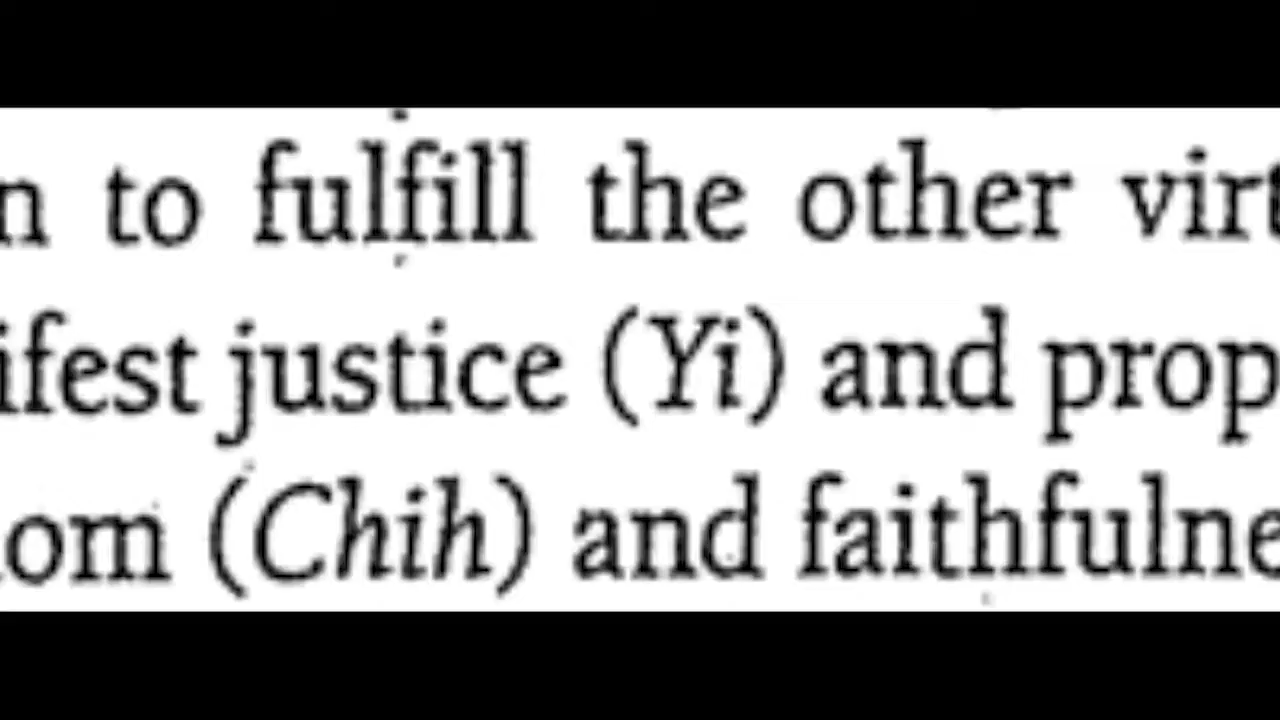 n to fulfill the other virt
ifest justice (Yi) and prop
om (Chih) and faithfulne